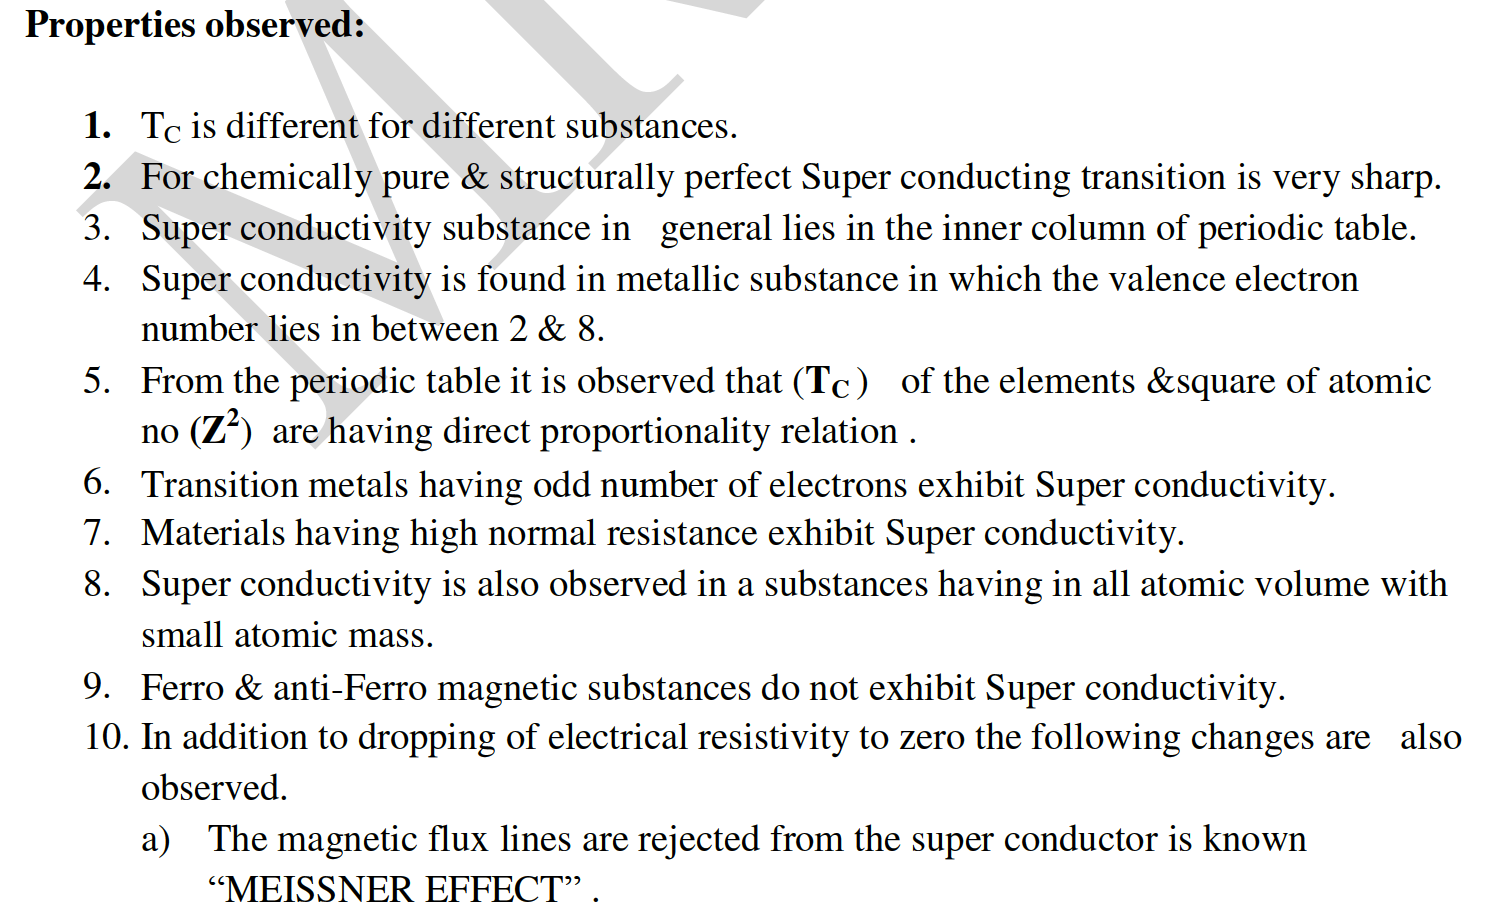 Properties observed:
1. TC is different for different substances.
2. For chemically pure & structurally perfect Super conducting transition is very sharp.
3. Super conductivity substance in general lies in the inner column of periodic table.
4. Super conductivity is found in metallic substance in which the valence electron
number lies in between 2 & 8.
5. From the periodic table it is observed that (TC) of the elements &square of atomic
no (Z²) are having direct proportionality relation .
6. Transition metals having odd number of electrons exhibit Super conductivity.
7. Materials having high normal resistance exhibit Super conductivity.
8. Super conductivity is also observed in a substances having in all atomic volume with
small atomic mass.
9. Ferro & anti-Ferro magnetic substances do not exhibit Super conductivity.
10. In addition to dropping of electrical resistivity to zero the following changes are also
observed.
a) The magnetic flux lines are rejected from the super conductor is known
“MEISSNER EFFECT” .